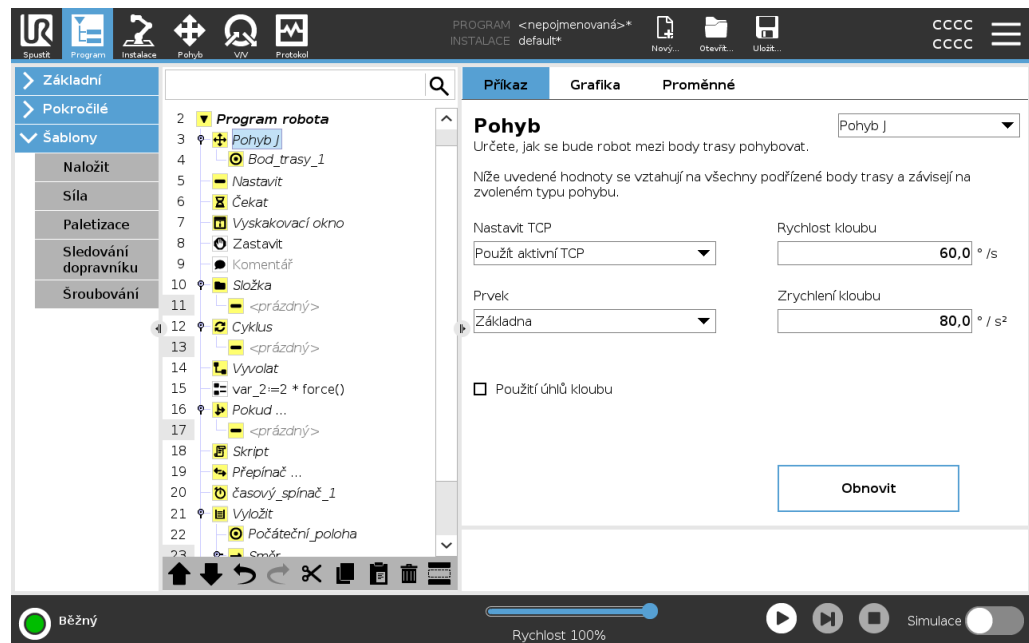 PROGRAM <nepojmenovaná>*
INSTALACE default*
CCCC
CCCC
Spustit
Program
Instalace
Pohyb
V/V
Protokol
Nový...
Otevřít...
Uložit...
Základní
Pokročilé
Šablony
Naložit
Síla
Paletizace
Sledování
dopravníku
Šroubování
2 Program robota
3 Pohyb J
4 Bod_trasy_1
5 Nastavit
6 Čekat
7 Vyskakovací okno
8 Zastavit
9 Komentář
10 Složka
11 <prázdný>
12 Cyklus
13 <prázdný>
14 Vyvolat
15 var_2:=2 * force()
16 Pokud ...
17 <prázdný>
18 Skript
19 Přepínač ...
20 časový_spínač_1
21 Vyložit
22 Počáteční_poloha
23 Směr
Příkaz
Grafika
Proměnné
Pohyb
Pohyb J
Určete, jak se bude robot mezi body trasy pohybovat.
Níže uvedené hodnoty se vztahují na všechny podřízené body trasy a závisejí na
zvoleném typu pohybu.
Nastavit TCP
Rychlost kloubu
Použít aktivní TCP
60,0 ° /s
Prvek
Zrychlení kloubu
Základna
80,0 ° / s²
Použití úhlů kloubu
Obnovit
Běžný
Rychlost 100%
Simulace